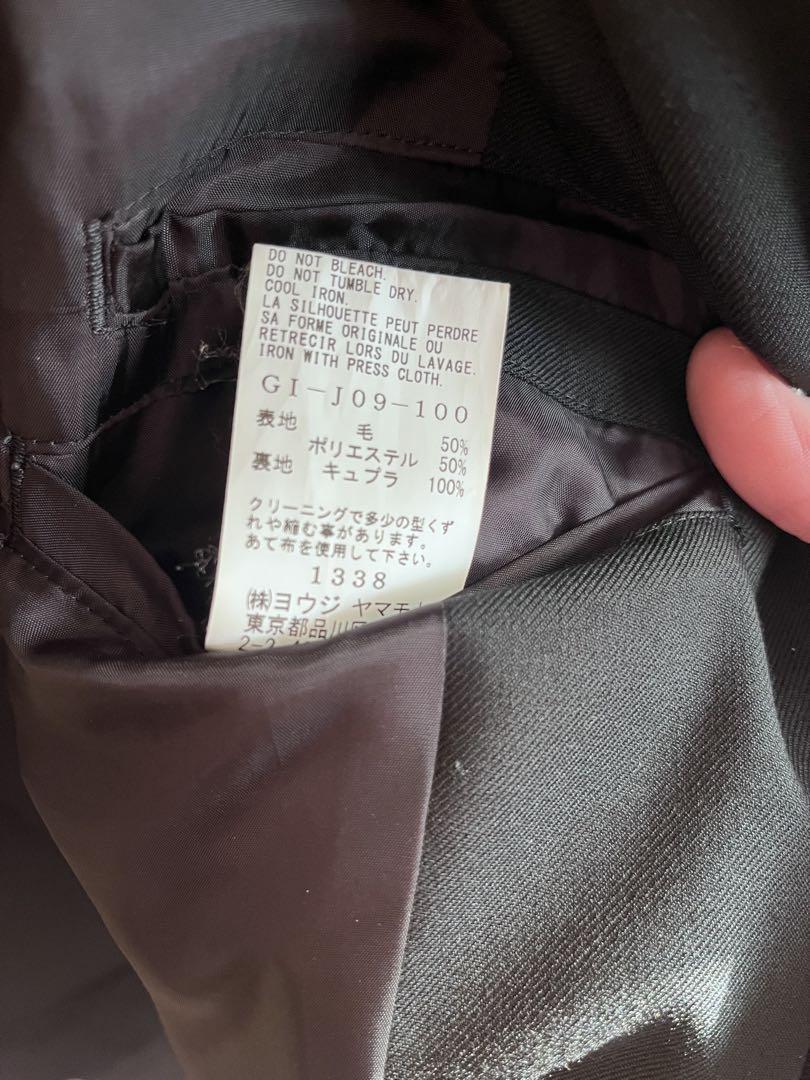 DO NOT BLEACH.
DO NOT TUMBLE DRY.
COOL IRON.
LA SILHOUETTE PEUT PERDRE
SA FORME ORIGINALE OU
RETRECIR LORS DU LAVAGE.
IRON WITH PRESS CLOTH.
GI-J09-100
表地 毛 50%
ポリエステル 50%
裏地 キュプラ 100%
クリーニングで多少の型くず
れや縮む事があります。
あて布を使用して下さい。
1338
㈱ヨウジ ヤマモ
東京都品川区